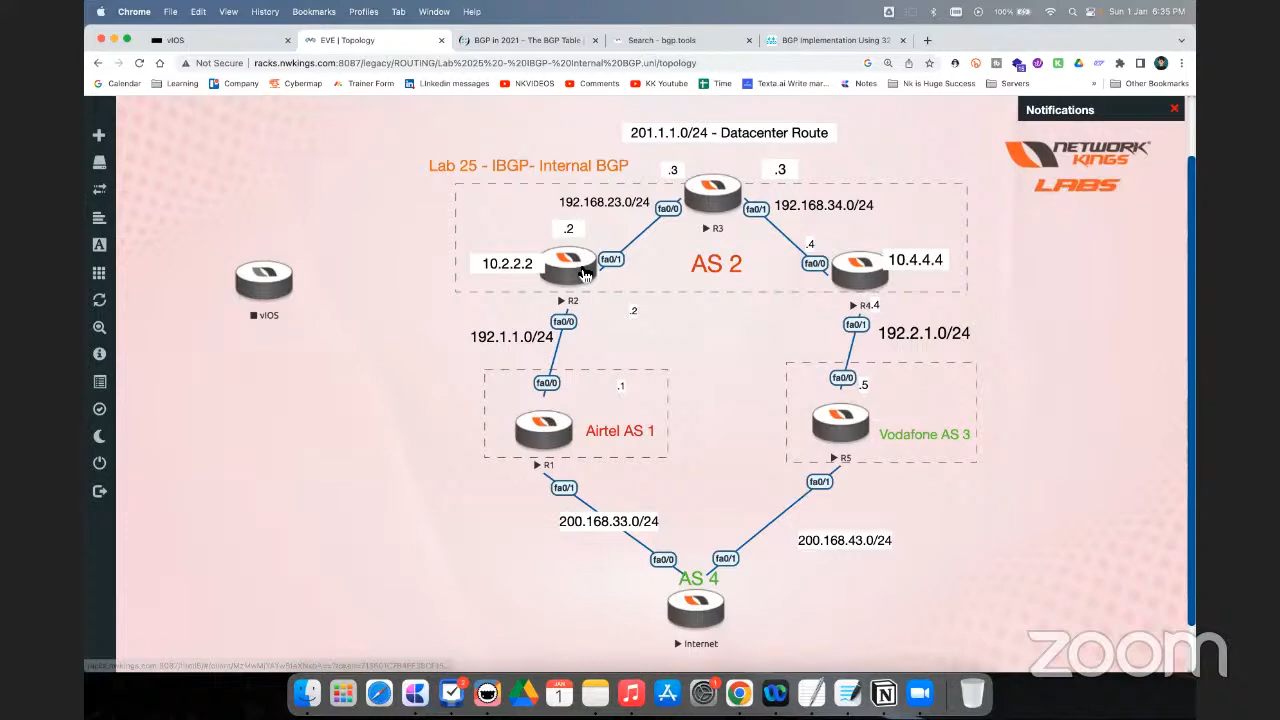 Chrome File Edit View History Bookmarks Profiles Tab Window Help 100% Sun 1 Jan 6:35 PM
vIOS
EVE | Topology
BGP in 2021 – The BGP Table
Search - bgp.tools
BGP Implementation Using 32
Not Secure | racks.nwkings.com:8087/legacy/ROUTING/Lab%2025%20-%20IBGP-%20Internal%20BGP.unl/topology
Calendar Learning Company Cybermap Trainer Form Linkedin messages NKVIDEOS Comments KK Youtube Time Texta.ai Write mar... Notes Nk is Huge Success Servers Other Bookmarks
Notifications
201.1.1.0/24 - Datacenter Route
NETWORK
KINGS
LABS
Lab 25 - IBGP- Internal BGP
.3
.3
192.168.23.0/24
fa0/0
fa0/1
192.168.34.0/24
R3
.2
.4
10.2.2.2
fa0/1
AS 2
fa0/0
10.4.4.4
vIOS
R2
R4.4
.2
fa0/0
fa0/1
192.1.1.0/24
192.2.1.0/24
fa0/0
.1
fa0/0
.5
Airtel AS 1
Vodafone AS 3
R1
R5
fa0/1
fa0/1
200.168.33.0/24
200.168.43.0/24
fa0/0
fa0/1
AS 4
Internet
zoom
JAN
1
2
1